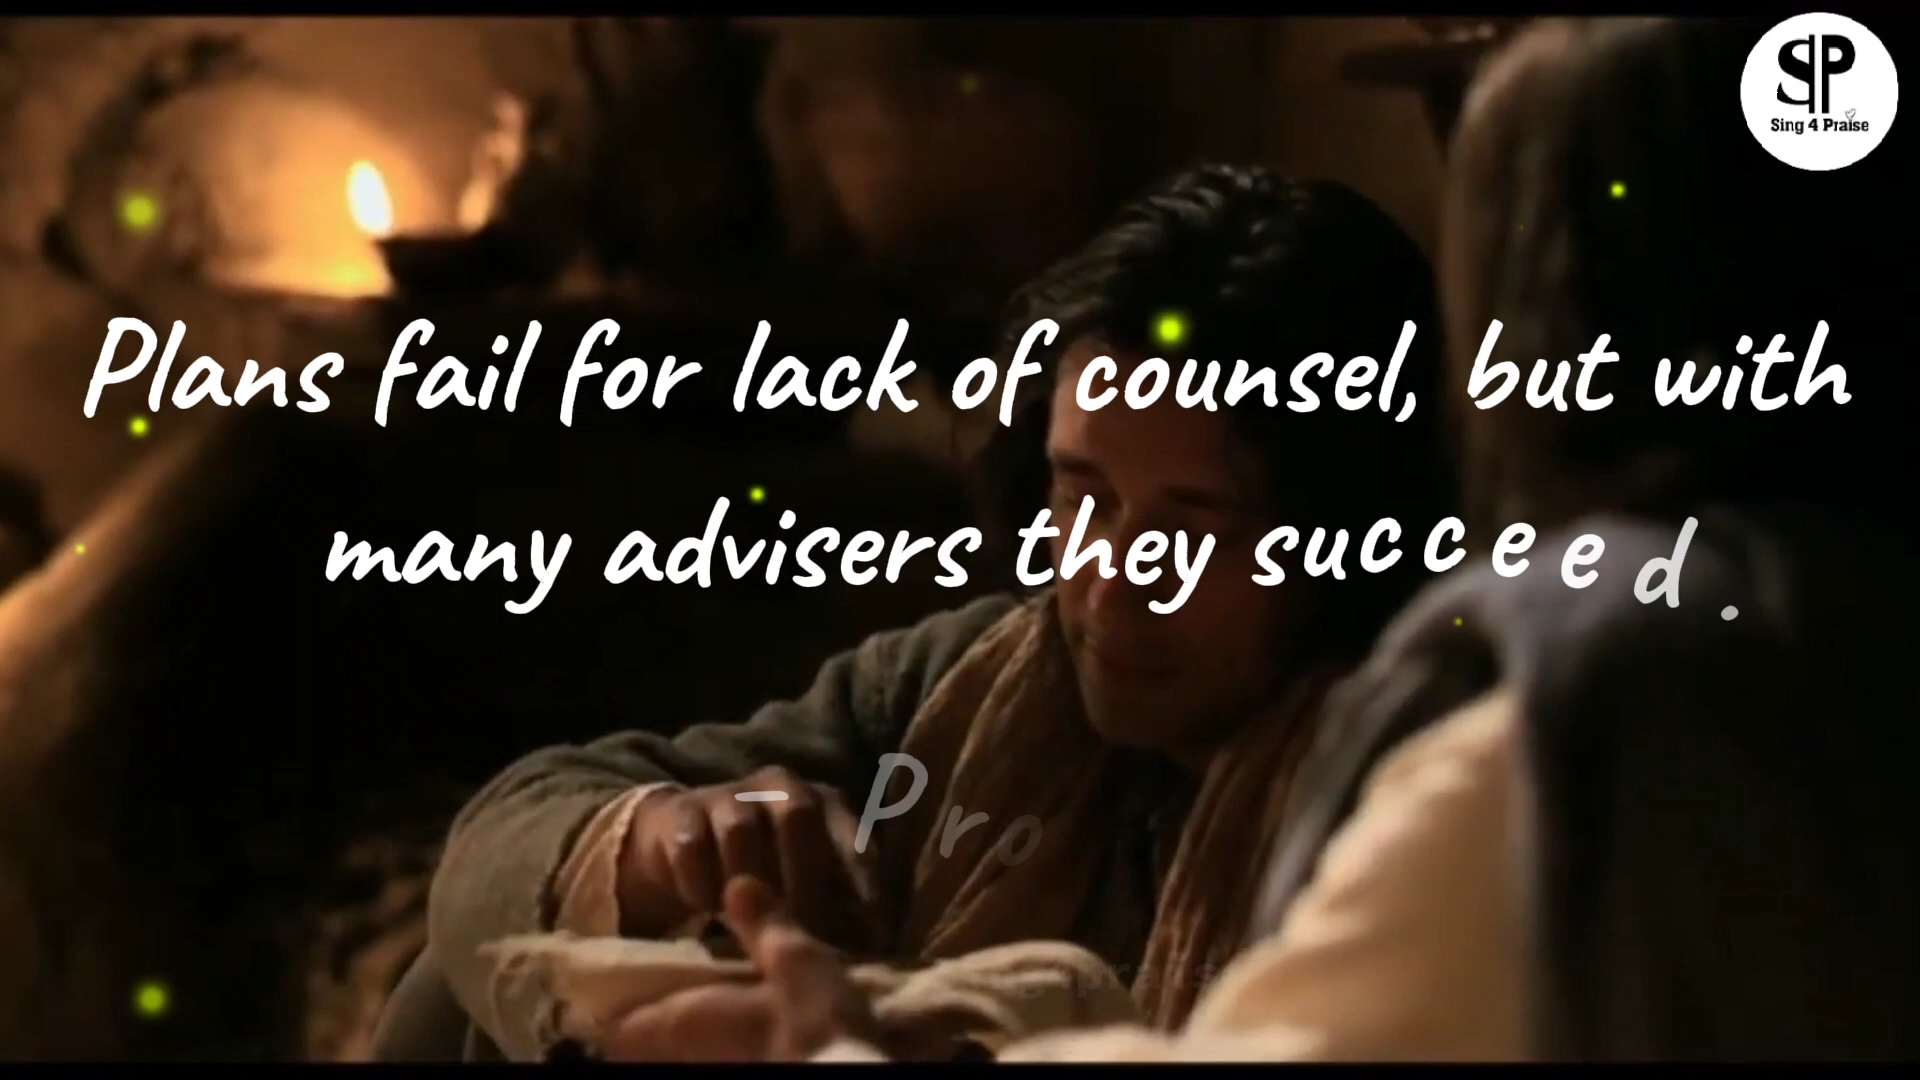 SP
Sing 4 Praise
Plans fail for lack of counsel, but with
many advisers they succeed.
- Pro